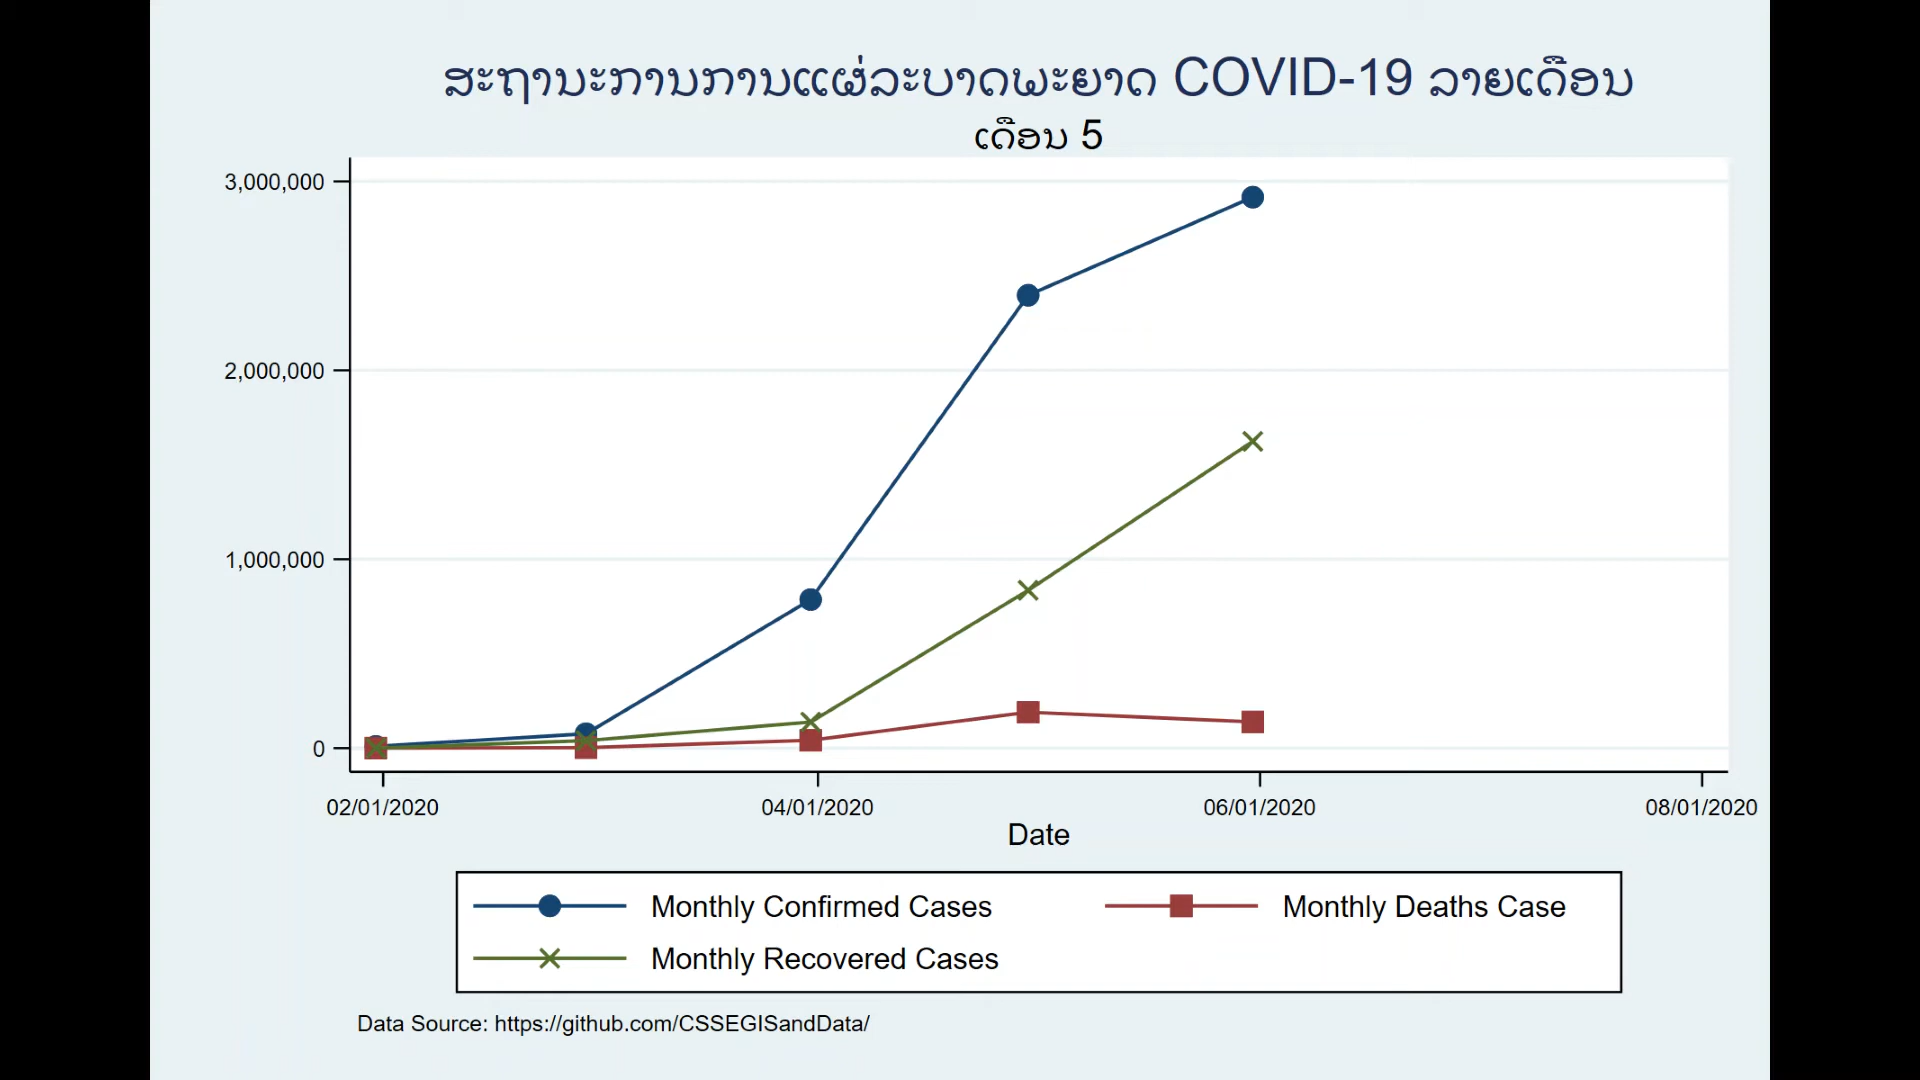 ສະຖານະການການແຜ່ລະບາດພະຍາດ COVID-19 ລາຍເດືອນ
ເດືອນ 5
3,000,000
2,000,000
1,000,000
0
02/01/2020 04/01/2020 06/01/2020 08/01/2020
Date
Monthly Confirmed Cases Monthly Deaths Case
Monthly Recovered Cases
Data Source: https://github.com/CSSEGISandData/